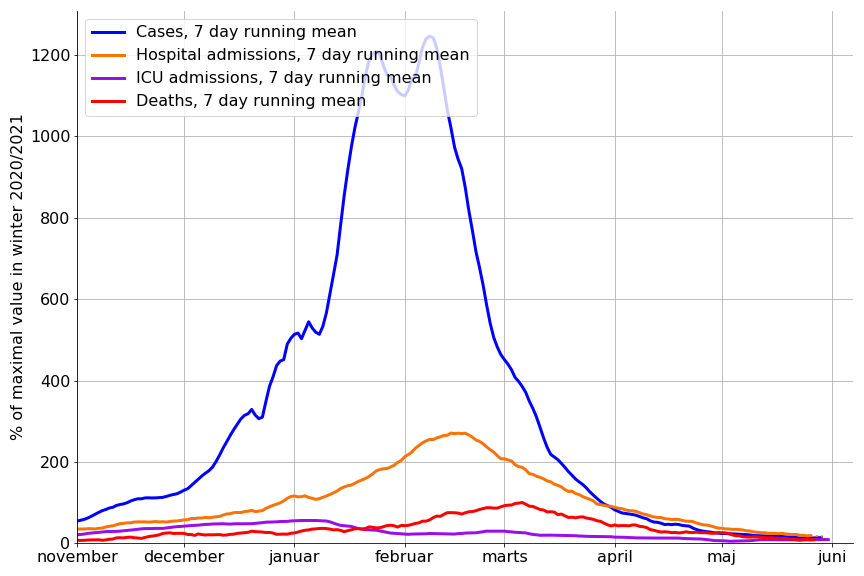 Cases, 7 day running mean
Hospital admissions, 7 day running mean
ICU admissions, 7 day running mean
Deaths, 7 day running mean
% of maximal value in winter 2020/2021
1200
1000
800
600
400
200
0
november december januar februar marts april maj juni